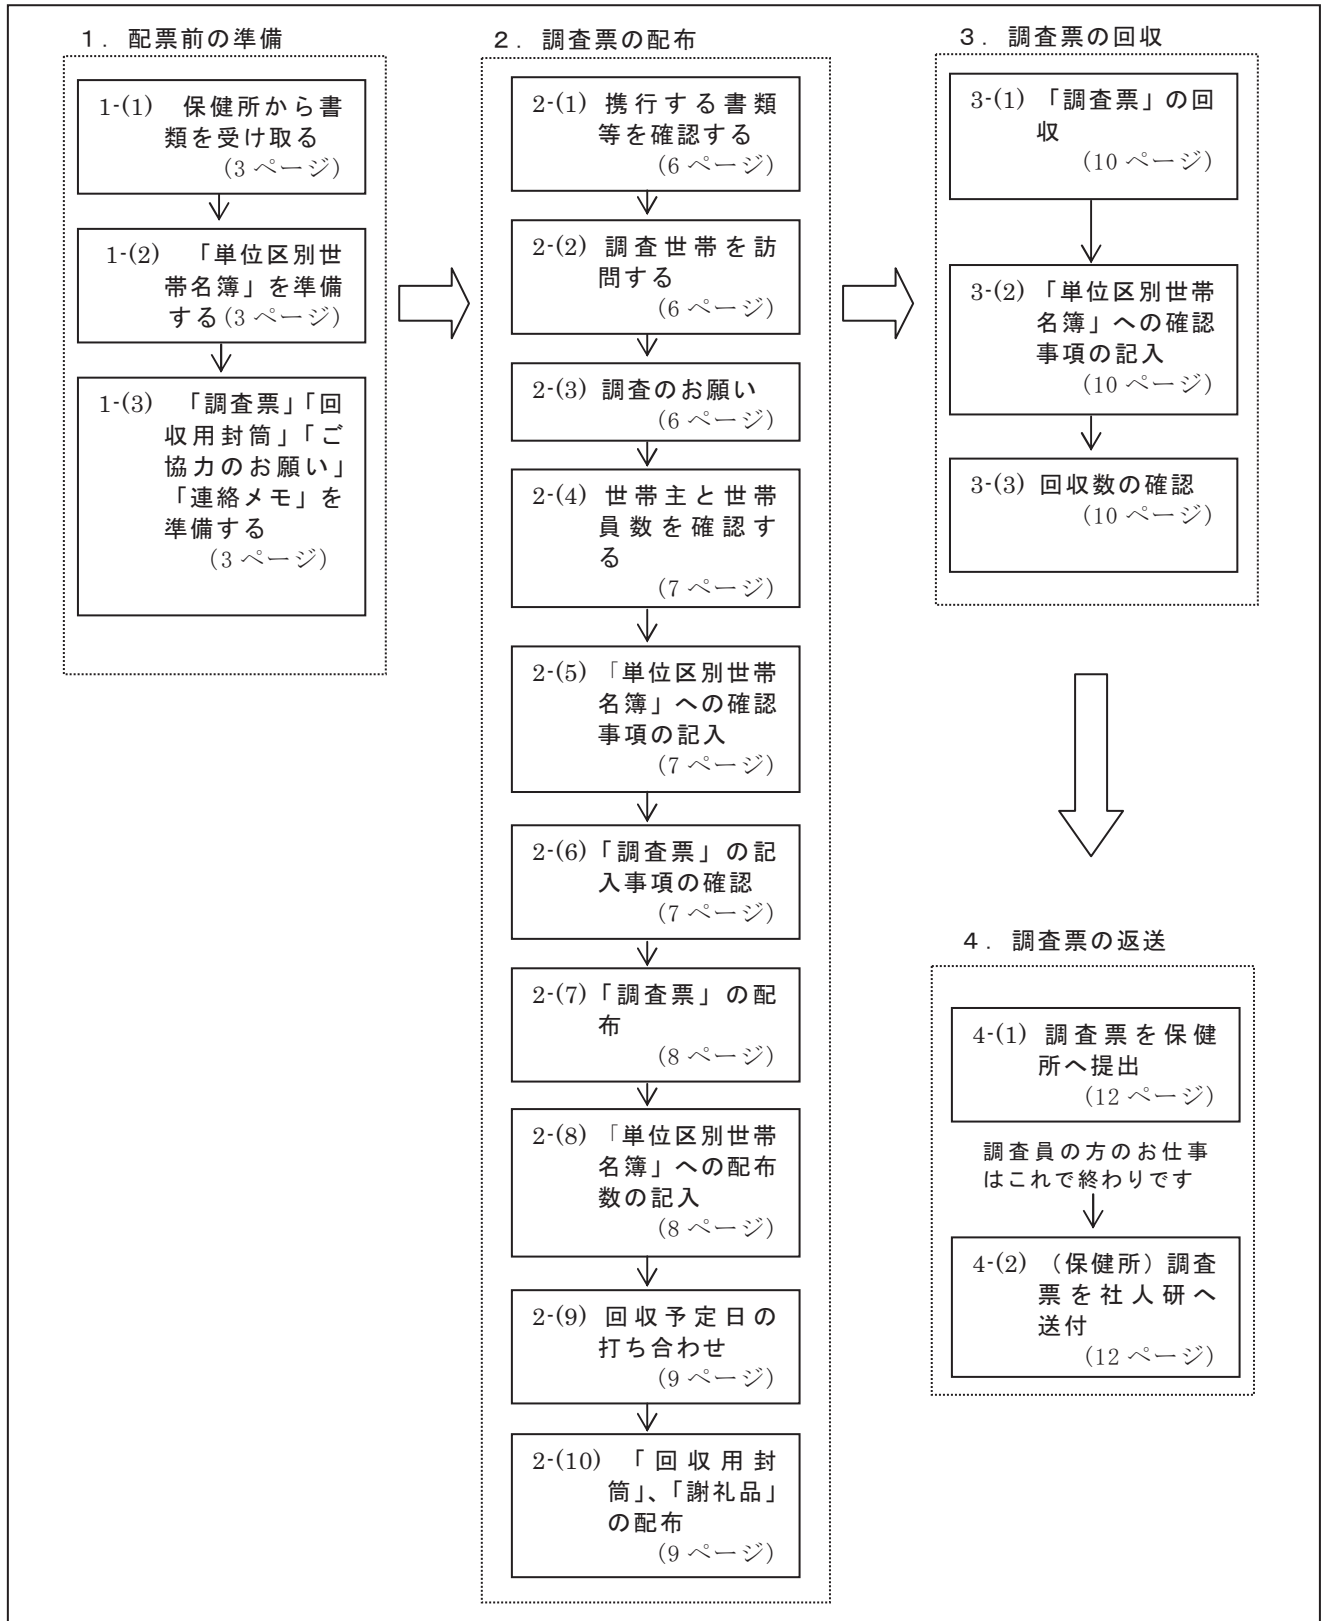 1．配票前の準備
1-(1)　保健所から書
類を受け取る
(3 ページ)
1-(2)　「単位区別世
帯名簿」を準備
する(3 ページ)
1-(3)　「調査票」「回
収用封筒」「ご
協力のお願い」
「連絡メモ」を
準備する
(3 ページ)
2．調査票の配布
2-(1) 携行する書類
等を確認する
(6 ページ)
2-(2) 調査世帯を訪
問する
(6 ページ)
2-(3) 調査のお願い
(6 ページ)
2-(4) 世帯主と世帯
員数を確認す
る
(7 ページ)
2-(5) 「単位区別世帯
名簿」への確認
事項の記入
(7 ページ)
2-(6)「調査票」の記
入事項の確認
(7 ページ)
2-(7)「調査票」の配
布
(8 ページ)
2-(8) 「単位区別世帯
名簿」への配布
数の記入
(8 ページ)
2-(9) 回収予定日の
打ち合わせ
(9 ページ)
2-(10)　「回収用封
筒」、「謝礼品」
の配布
(9 ページ)
3．調査票の回収
3-(1) 「調査票」の回
収
(10 ページ)
3-(2) 「単位区別世帯
名簿」への確認
事項の記入
(10 ページ)
3-(3) 回収数の確認
(10 ページ)
4．調査票の返送
4-(1) 調査票を保健
所へ提出
(12 ページ)
調査員の方のお仕事
はこれで終わりです
4-(2) （保健所）調査
票を社人研へ
送付
(12 ページ)